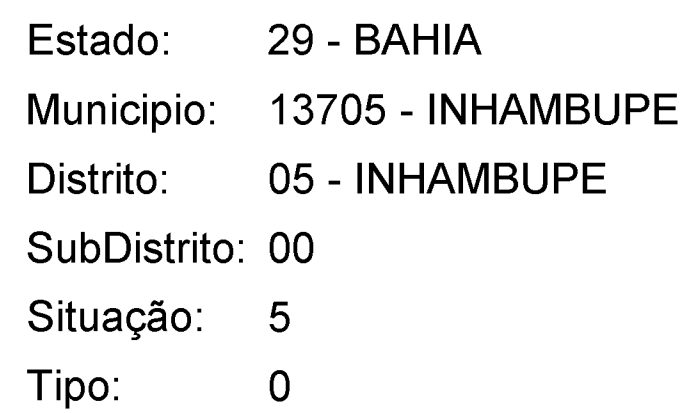 Estado: 29 - BAHIA
Municipio: 13705 - INHAMBUPE
Distrito: 05 - INHAMBUPE
SubDistrito: 00
Situação: 5
Tipo: 0